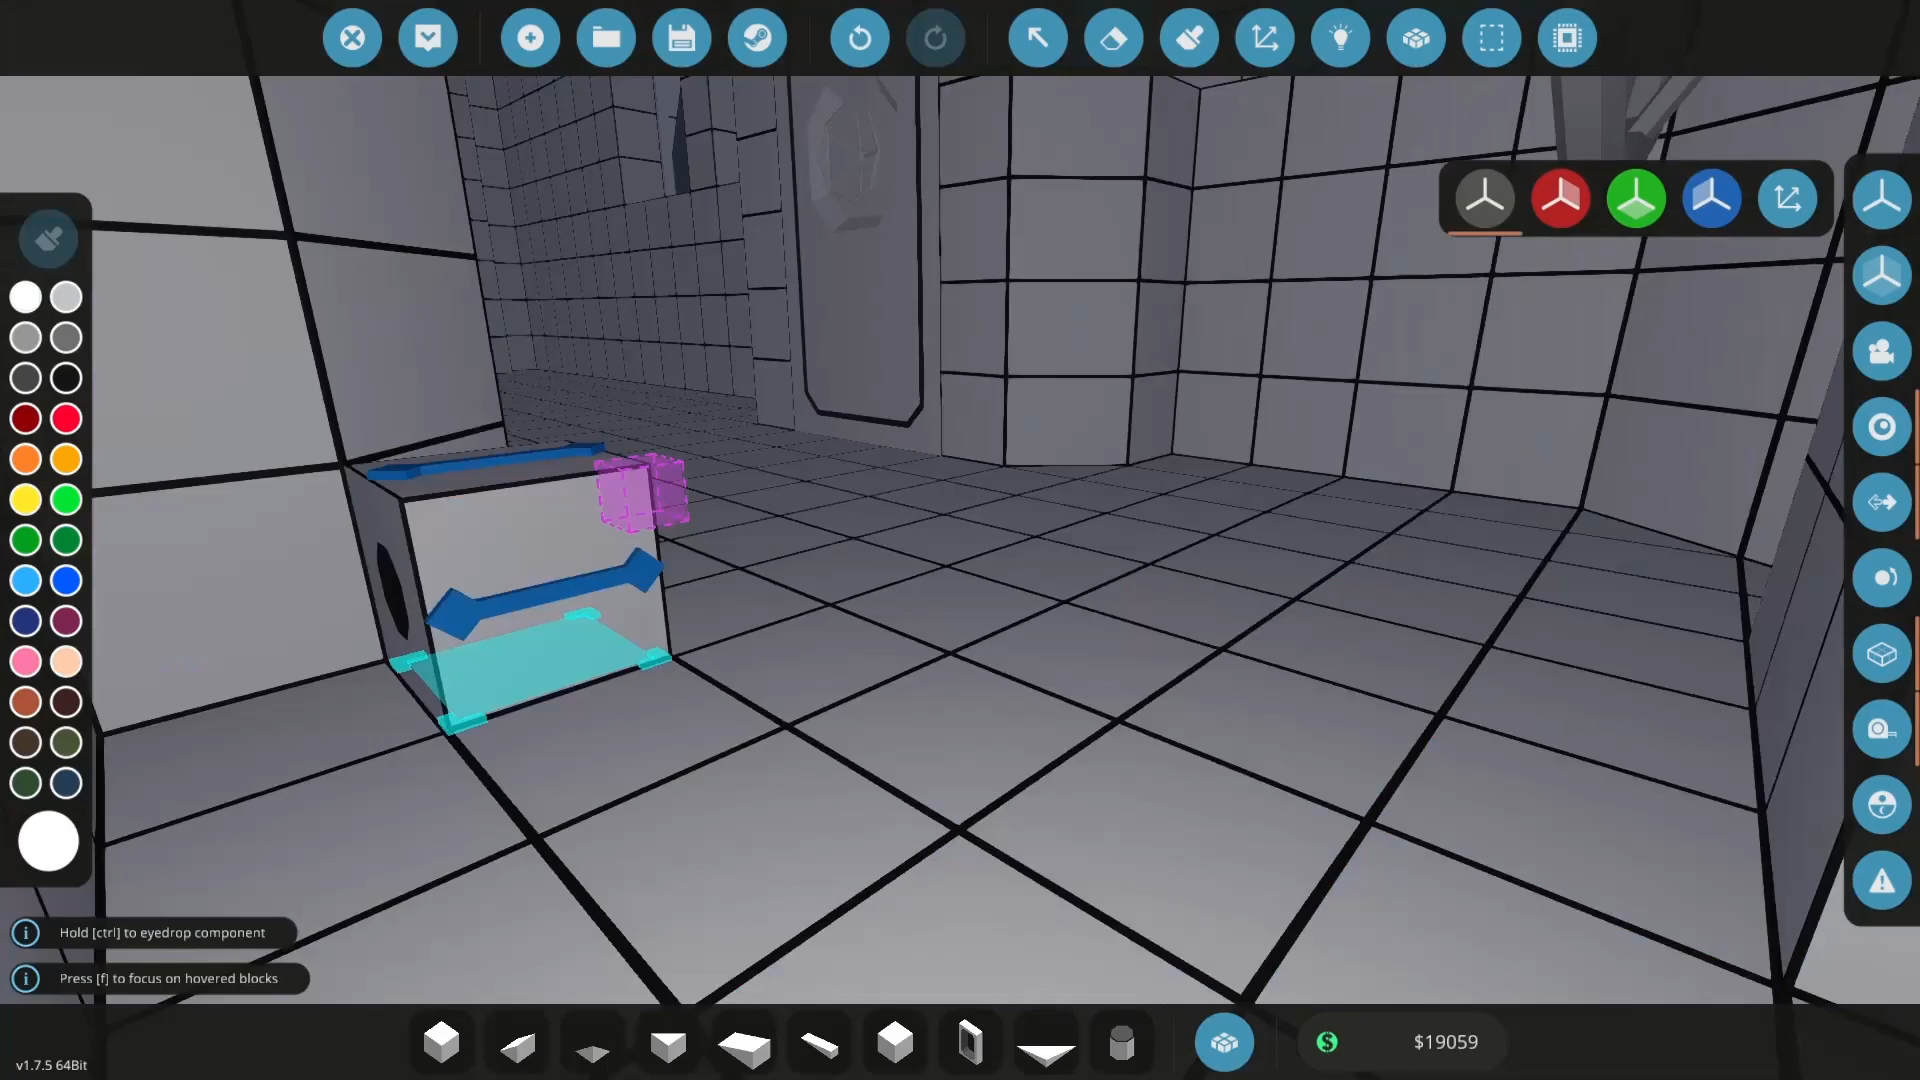 Hold [ctrl] to eyedrop component
Press [f] to focus on hovered blocks
$19059
v1.7.5 64Bit